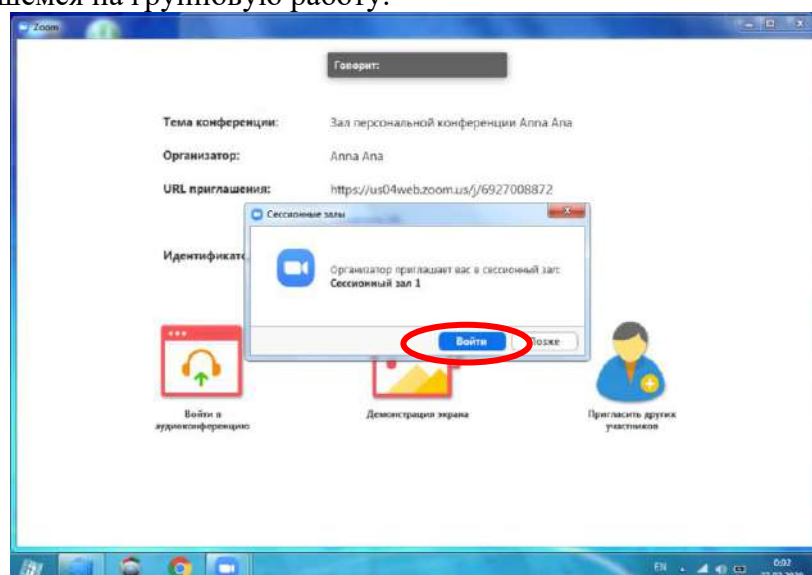 на групповую работу.
Zoom
Говорит:
Тема конференции: Зал персональной конференции Anna Ana
Организатор: Anna Ana
URL приглашения: https://us04web.zoom.us/j/6927008872
Сессионные залы
Организатор приглашает вас в сессионный зал:
Сессионный зал 1
Войти Позже
Войти в аудиоконференцию
Демонстрация экрана
Пригласить других участников
EN 0:02